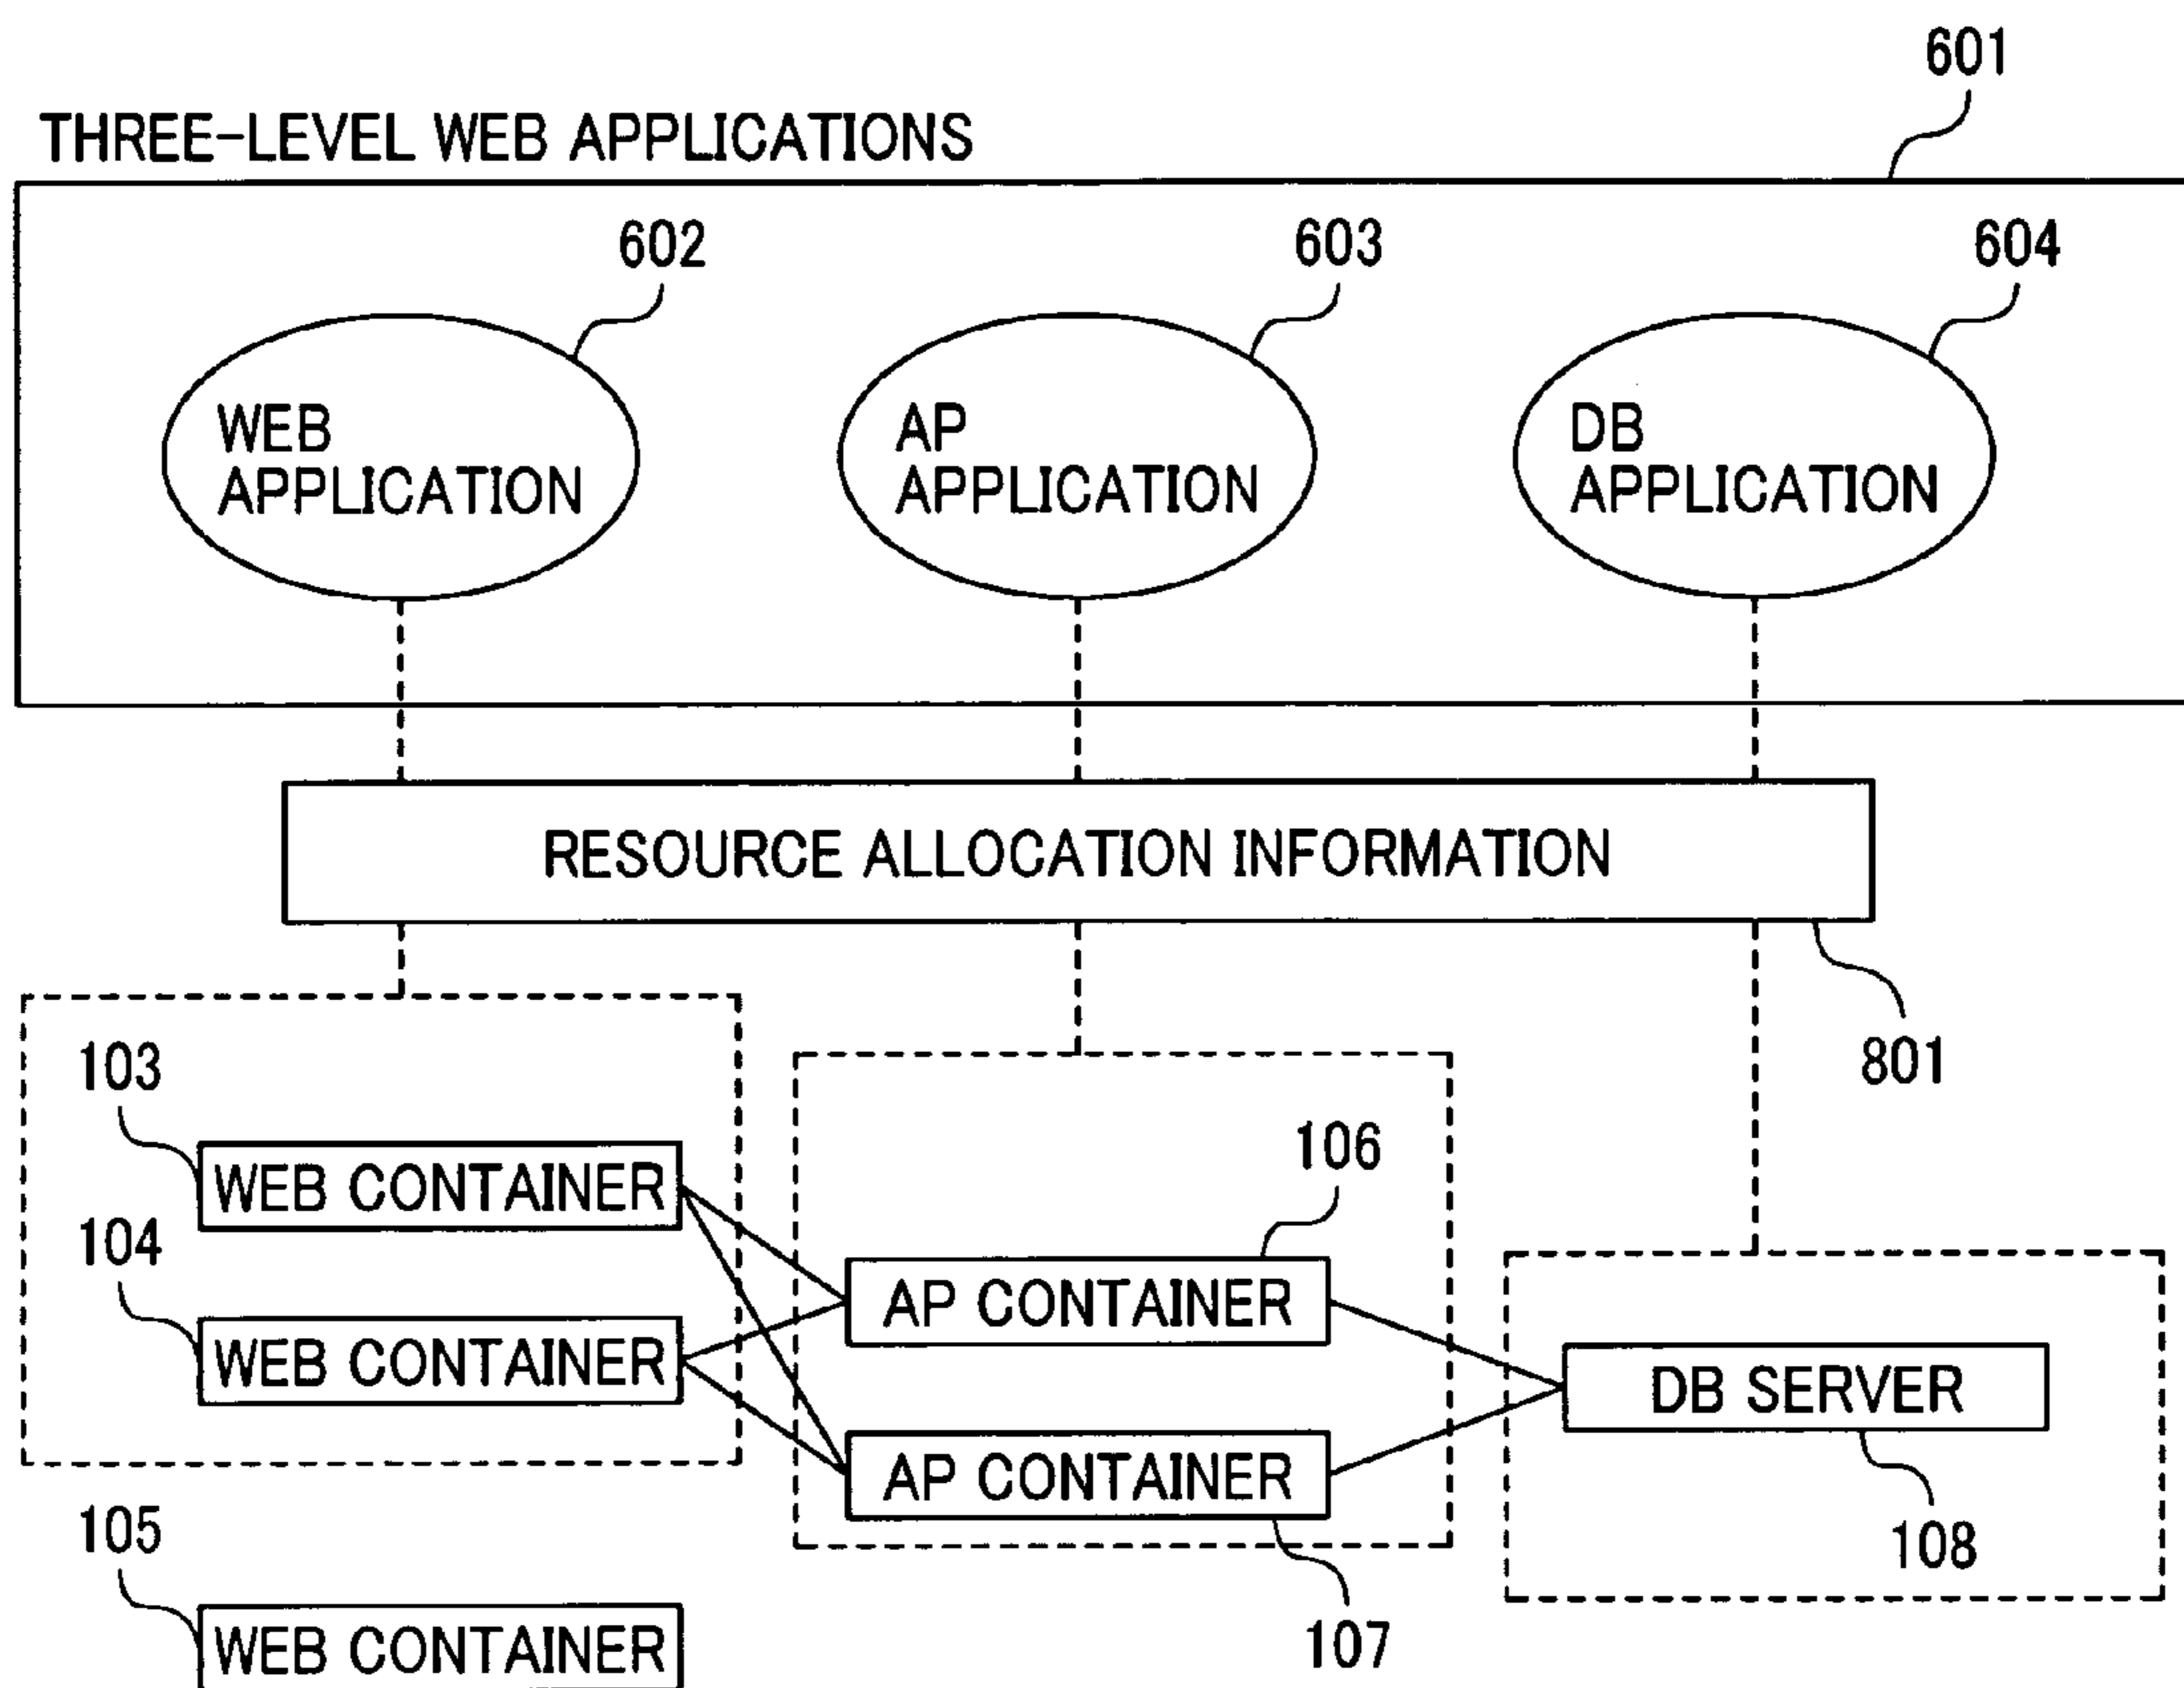 601
THREE-LEVEL WEB APPLICATIONS
602
603
604
WEB
APPLICATION
AP
APPLICATION
DB
APPLICATION
RESOURCE ALLOCATION INFORMATION
801
103
WEB CONTAINER
104
WEB CONTAINER
106
AP CONTAINER
AP CONTAINER
107
DB SERVER
108
105
WEB CONTAINER